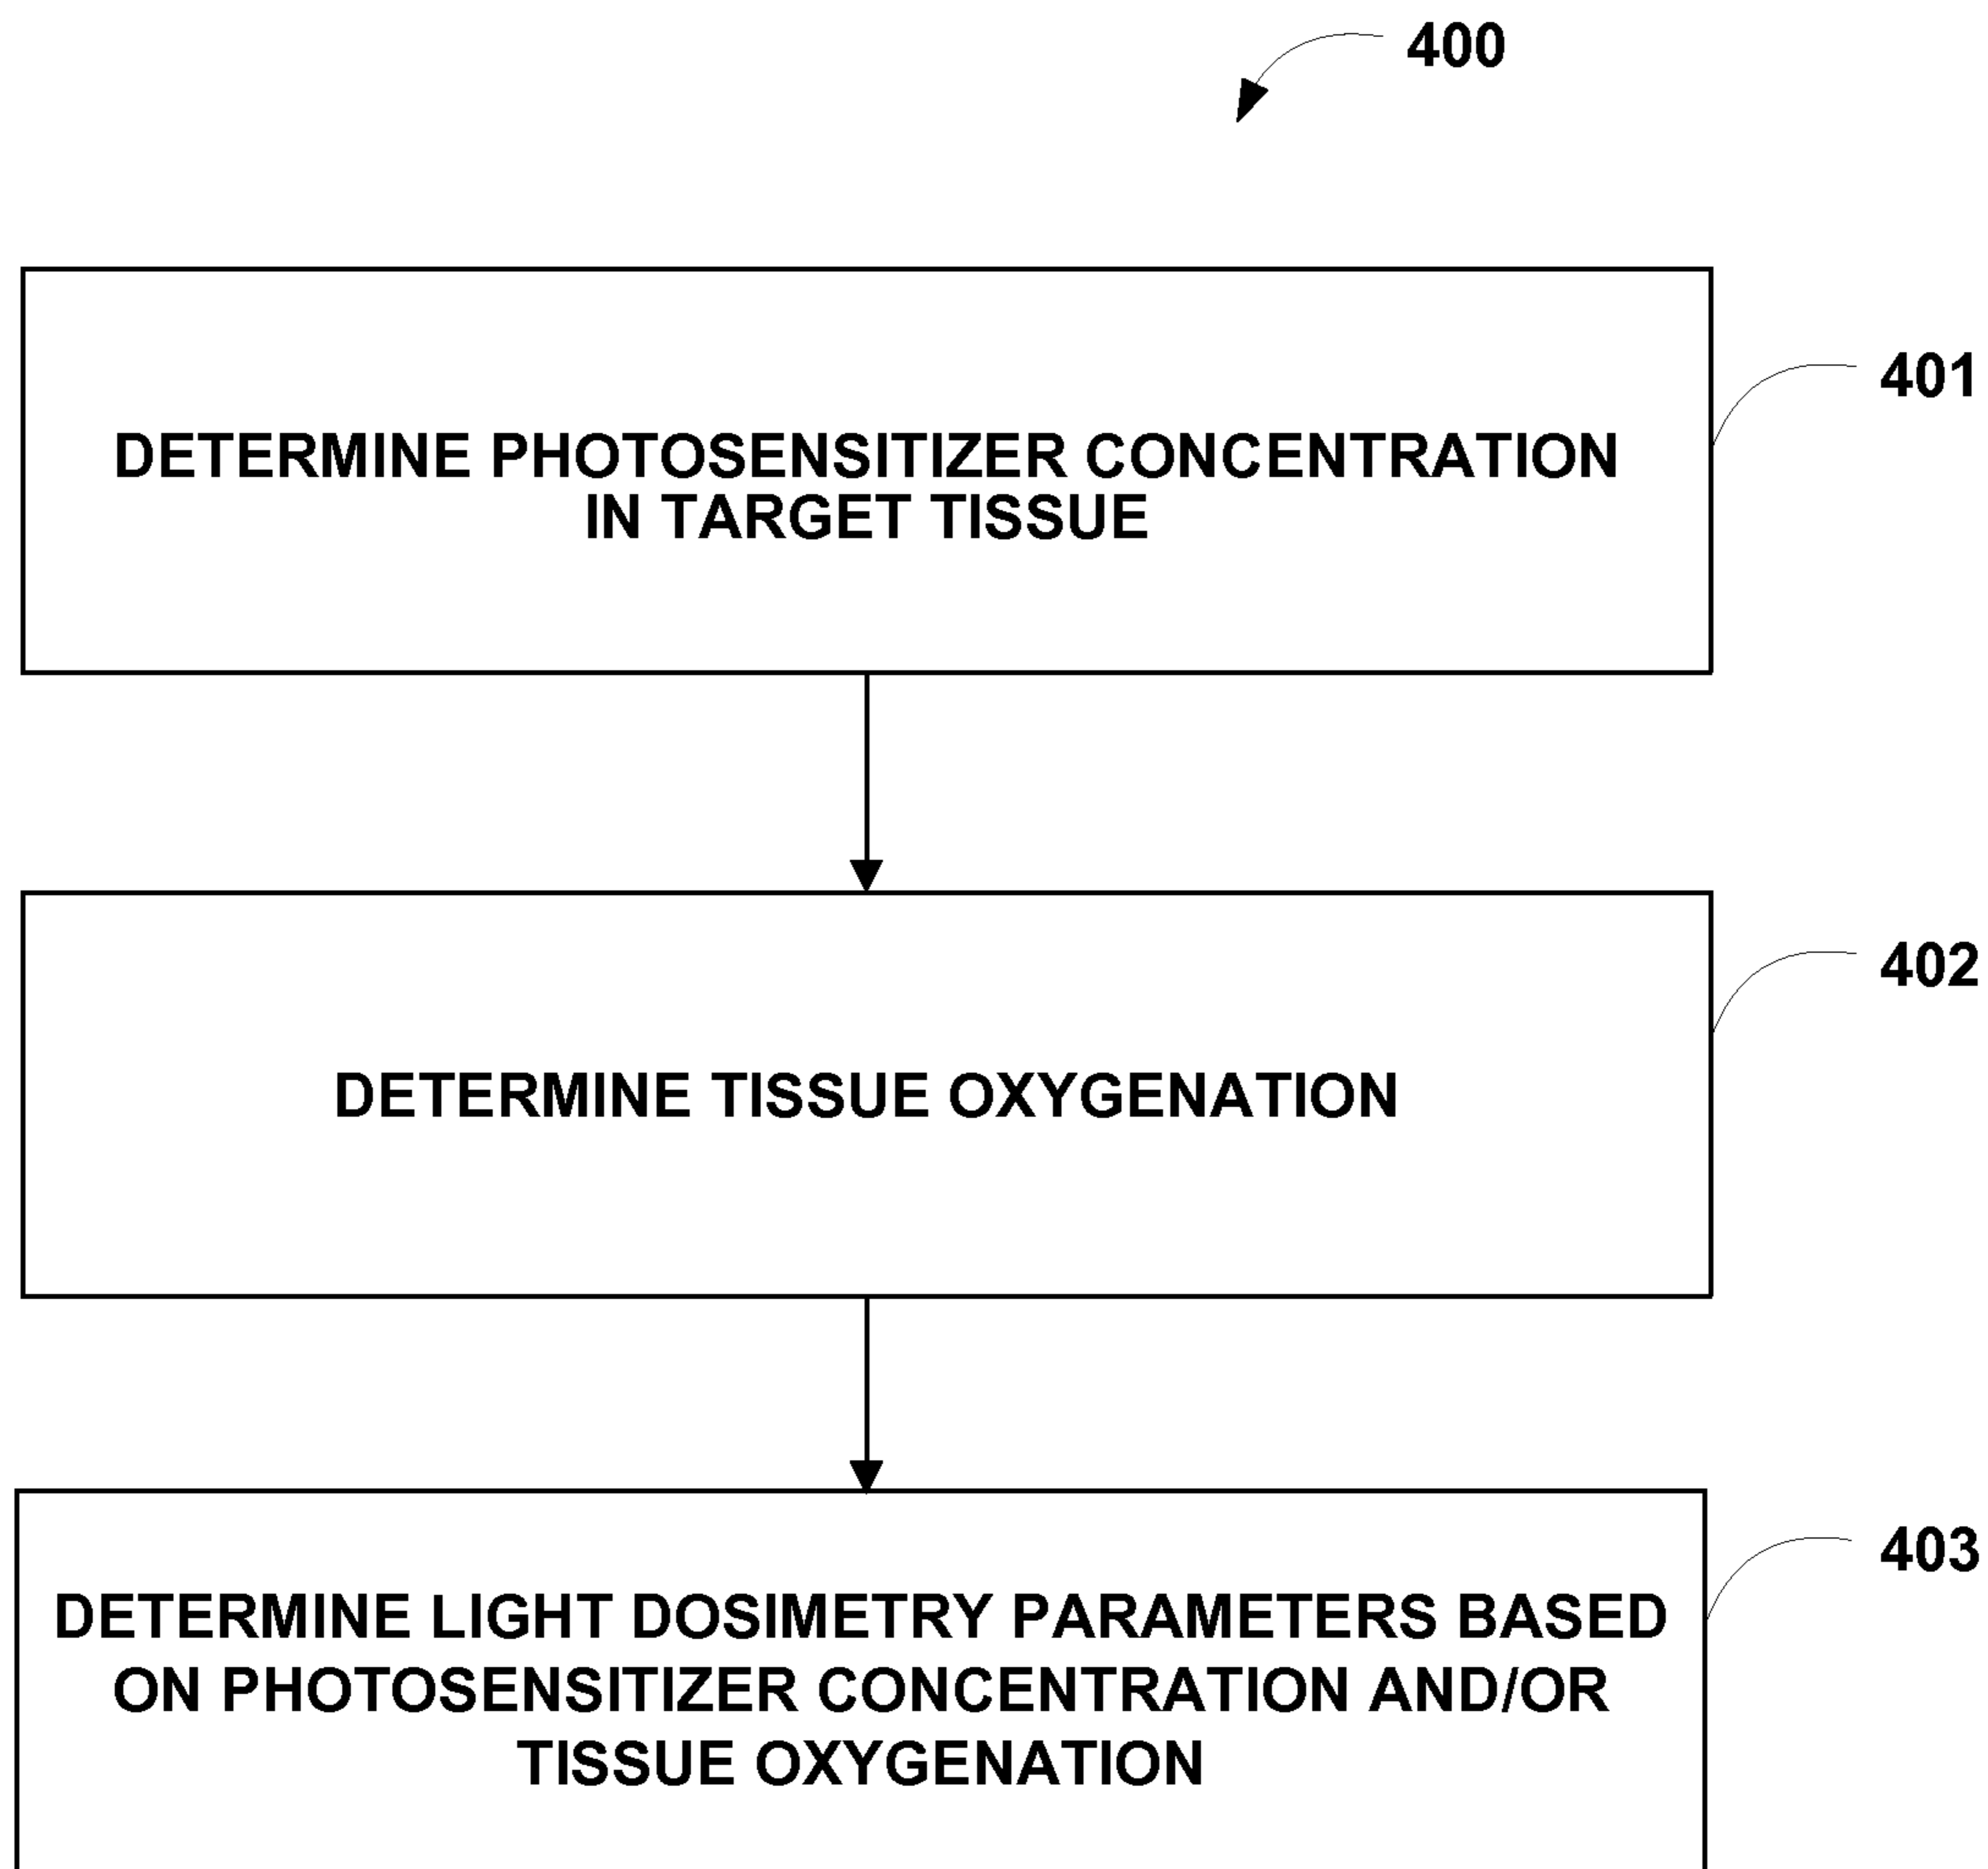 400
DETERMINE PHOTOSENSITIZER CONCENTRATION
IN TARGET TISSUE
401
DETERMINE TISSUE OXYGENATION
402
DETERMINE LIGHT DOSIMETRY PARAMETERS BASED
ON PHOTOSENSITIZER CONCENTRATION AND/OR
TISSUE OXYGENATION
403